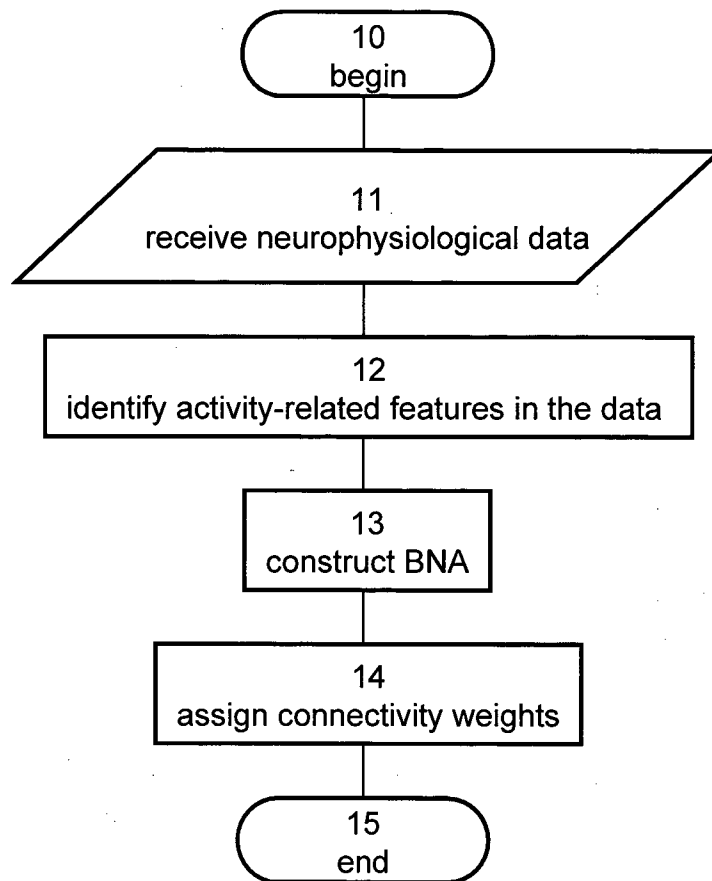 10
begin
11
receive neurophysiological data
12
identify activity-related features in the data
13
construct BNA
14
assign connectivity weights
15
end